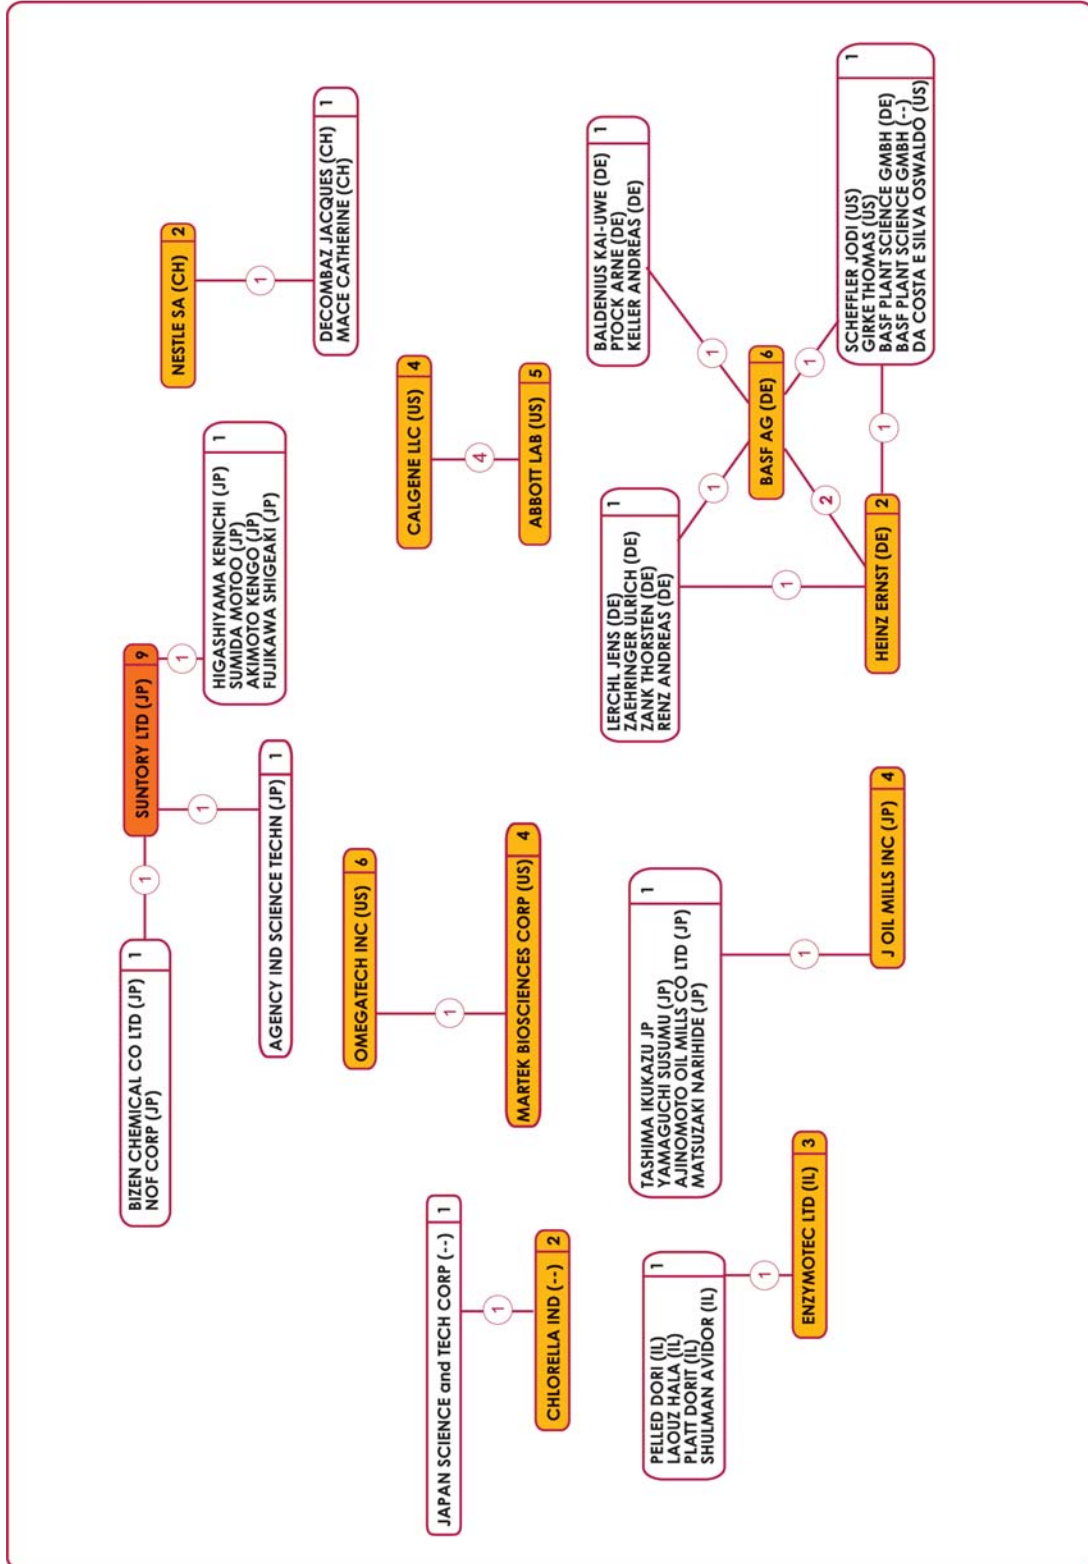 BIZEN CHEMICAL CO LTD (JP)
NOF CORP (JP)
1
1
SUNTORY LTD (JP)
9
1
AGENCY IND SCIENCE TECHN (JP)
1
1
HIGASHIYAMA KENICHI (JP)
SUMIDA MOTOO (JP)
AKIMOTO KENGO (JP)
FUJIKAWA SHIGEAKI (JP)
1
NESTLE SA (CH)
2
1
DECOMBAZ JACQUES (CH)
MACE CATHERINE (CH)
1
OMEGATECH INC (US)
6
1
MARTEK BIOSCIENCES CORP (US)
4
CALGENE LLC (US)
4
4
ABBOTT LAB (US)
5
JAPAN SCIENCE and TECH CORP (--)
1
1
CHLORELLA IND (--)
2
PELLED DORI (IL)
LAOUZ HALA (IL)
PLATT DORIT (IL)
SHULMAN AVIDOR (IL)
1
1
ENZYMOTEC LTD (IL)
3
TASHIMA IKUKAZU JP
YAMAGUCHI SUSUMU (JP)
AJINOMOTO OIL MILLS CO LTD (JP)
MATSUZAKI NARIHIDE (JP)
1
1
J OIL MILLS INC (JP)
4
LERCHL JENS (DE)
ZAEHRINGER ULRICH (DE)
ZANK THORSTEN (DE)
RENZ ANDREAS (DE)
1
1
BALDENIUS KAI-UWE (DE)
PTOCK ARNE (DE)
KELLER ANDREAS (DE)
1
1
BASF AG (DE)
6
1
2
1
HEINZ ERNST (DE)
2
1
SCHEFFLER JODI (US)
GIRKE THOMAS (US)
BASF PLANT SCIENCE GMBH (DE)
BASF PLANT SCIENCE GMBH (--)
DA COSTA E SILVA OSWALDO (US)
1